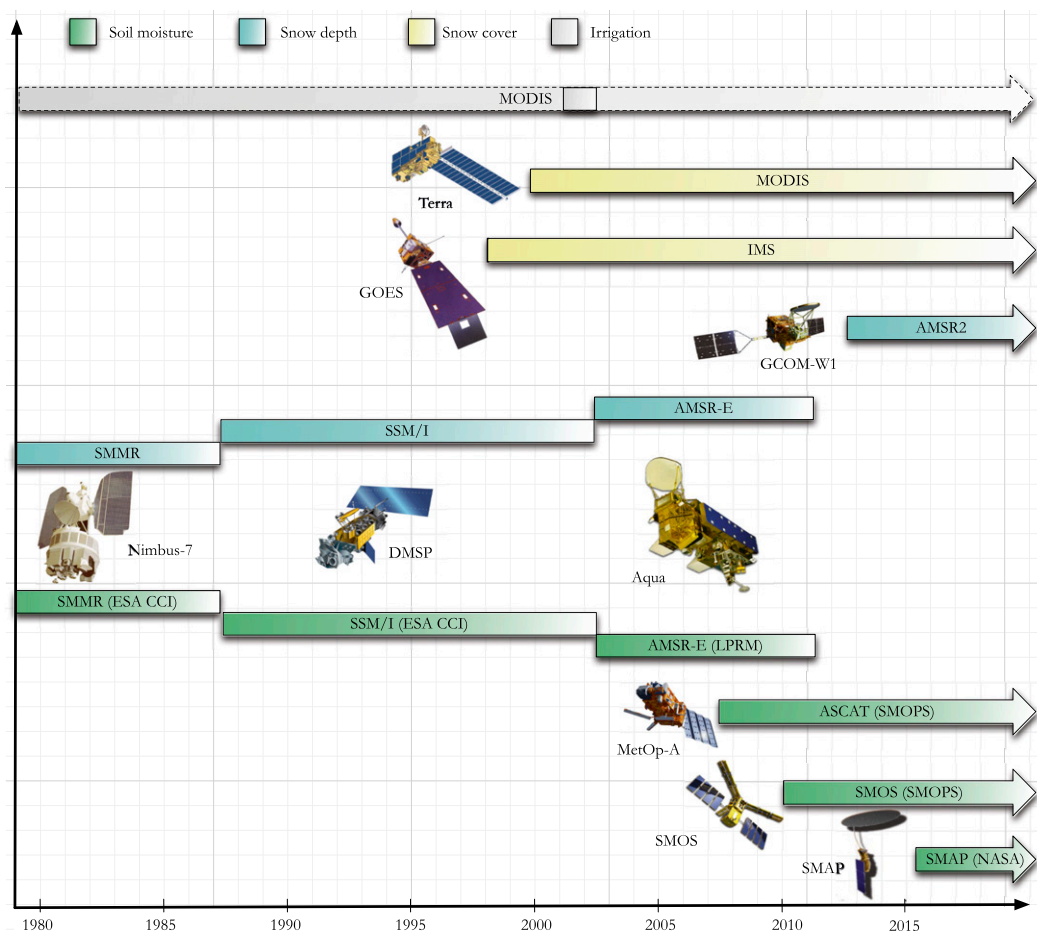 Soil moisture
Snow depth
Snow cover
Irrigation
MODIS
MODIS
Terra
IMS
GOES
AMSR2
GCOM-W1
AMSR-E
SSM/I
SMMR
Nimbus-7
DMSP
Aqua
SMMR (ESA CCI)
SSM/I (ESA CCI)
AMSR-E (LPRM)
ASCAT (SMOPS)
MetOp-A
SMOS (SMOPS)
SMOS
SMAP (NASA)
SMAP
1980
1985
1990
1995
2000
2005
2010
2015